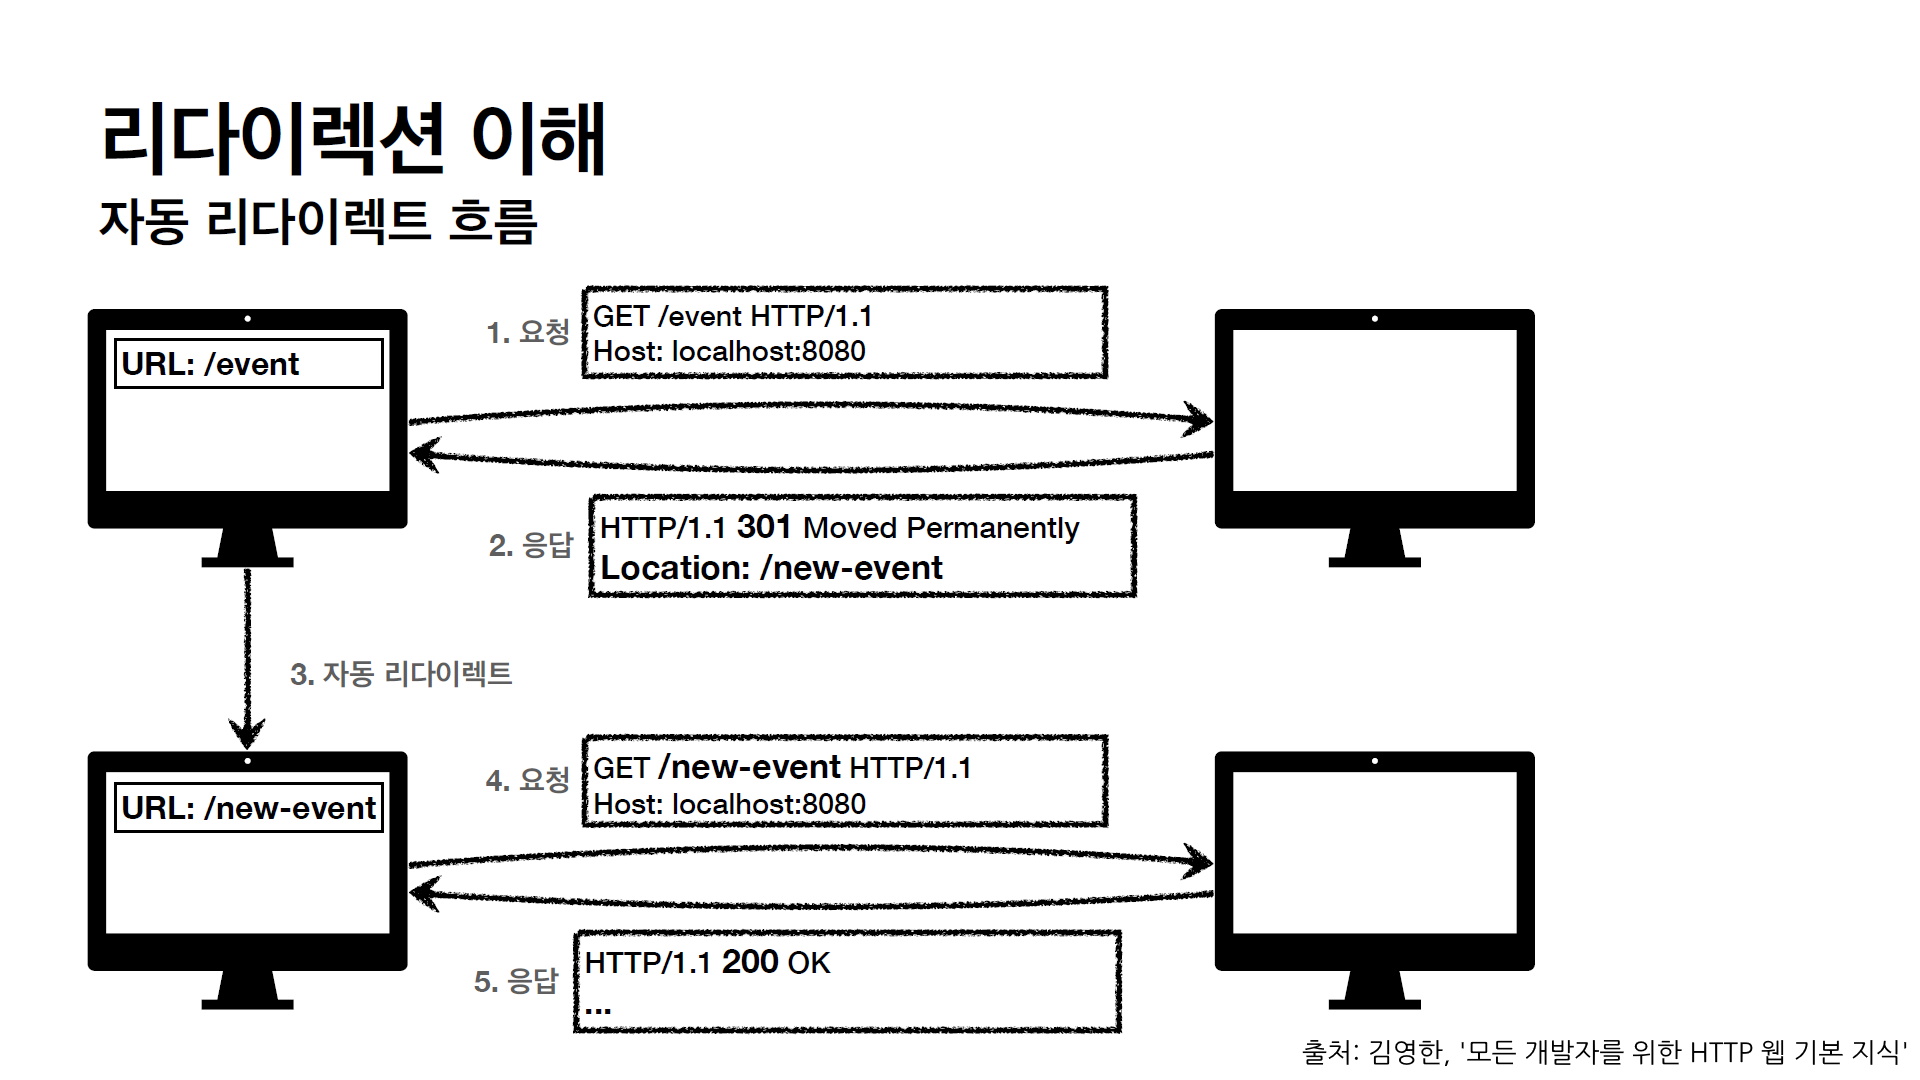 리다이렉션 이해
자동 리다이렉트 흐름
URL: /event
1. 요청
GET /event HTTP/1.1
Host: localhost:8080
2. 응답
HTTP/1.1 301 Moved Permanently
Location: /new-event
3. 자동 리다이렉트
URL: /new-event
4. 요청
GET /new-event HTTP/1.1
Host: localhost:8080
5. 응답
HTTP/1.1 200 OK
...
출처: 김영한, '모든 개발자를 위한 HTTP 웹 기본 지식'